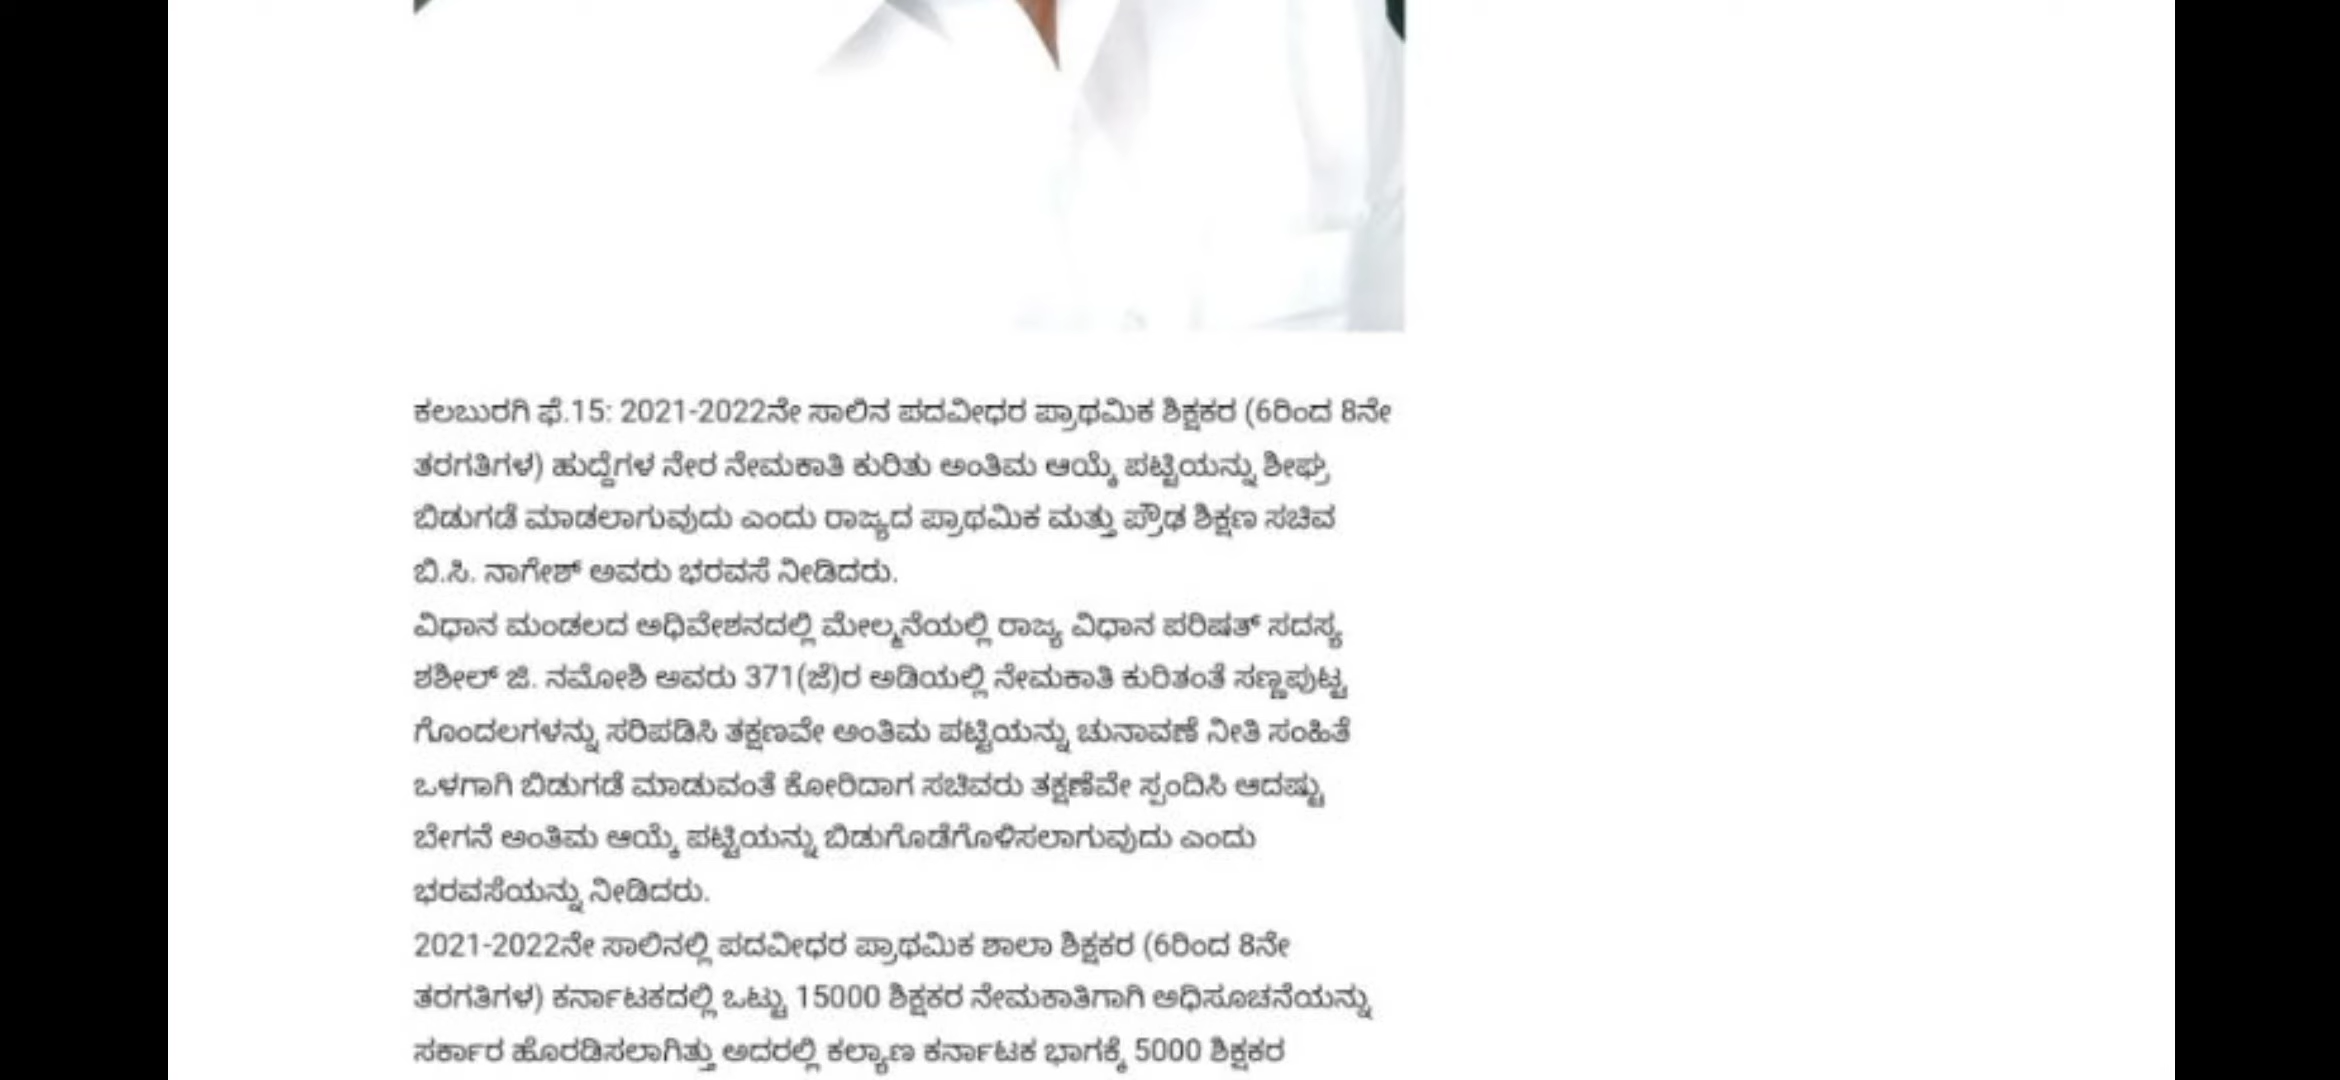 ಕಲಬುರಗಿ ಫೆ.15: 2021-2022ನೇ ಸಾಲಿನ ಪದವೀಧರ ಪ್ರಾಥಮಿಕ ಶಿಕ್ಷಕರ (6ರಿಂದ 8ನೇ
ತರಗತಿಗಳ) ಹುದ್ದೆಗಳ ನೇರ ನೇಮಕಾತಿ ಕುರಿತು ಅಂತಿಮ ಆಯ್ಕೆ ಪಟ್ಟಿಯನ್ನು ಶೀಘ್ರ
ಬಿಡುಗಡೆ ಮಾಡಲಾಗುವುದು ಎಂದು ರಾಜ್ಯದ ಪ್ರಾಥಮಿಕ ಮತ್ತು ಪ್ರೌಢ ಶಿಕ್ಷಣ ಸಚಿವ
ಬಿ.ಸಿ. ನಾಗೇಶ್ ಅವರು ಭರವಸೆ ನೀಡಿದರು.
ವಿಧಾನ ಮಂಡಲದ ಅಧಿವೇಶನದಲ್ಲಿ ಮೇಲ್ಮನೆಯಲ್ಲಿ ರಾಜ್ಯ ವಿಧಾನ ಪರಿಷತ್ ಸದಸ್ಯ
ಶಶೀಲ್ ಜಿ. ನಮೋಶಿ ಅವರು 371(ಜೆ)ರ ಅಡಿಯಲ್ಲಿ ನೇಮಕಾತಿ ಕುರಿತಂತೆ ಸಣ್ಣಪುಟ್ಟ
ಗೊಂದಲಗಳನ್ನು ಸರಿಪಡಿಸಿ ತಕ್ಷಣವೇ ಅಂತಿಮ ಪಟ್ಟಿಯನ್ನು ಚುನಾವಣೆ ನೀತಿ ಸಂಹಿತೆ
ಒಳಗಾಗಿ ಬಿಡುಗಡೆ ಮಾಡುವಂತೆ ಕೋರಿದಾಗ ಸಚಿವರು ತಕ್ಷಣೆವೇ ಸ್ಪಂದಿಸಿ ಆದಷ್ಟು
ಬೇಗನೆ ಅಂತಿಮ ಆಯ್ಕೆ ಪಟ್ಟಿಯನ್ನು ಬಿಡುಗೊಡೆಗೊಳಿಸಲಾಗುವುದು ಎಂದು
ಭರವಸೆಯನ್ನು ನೀಡಿದರು.
2021-2022ನೇ ಸಾಲಿನಲ್ಲಿ ಪದವೀಧರ ಪ್ರಾಥಮಿಕ ಶಾಲಾ ಶಿಕ್ಷಕರ (6ರಿಂದ 8ನೇ
ತರಗತಿಗಳ) ಕರ್ನಾಟಕದಲ್ಲಿ ಒಟ್ಟು 15000 ಶಿಕ್ಷಕರ ನೇಮಕಾತಿಗಾಗಿ ಅಧಿಸೂಚನೆಯನ್ನು
ಸರ್ಕಾರ ಹೊರಡಿಸಲಾಗಿತ್ತು ಅದರಲ್ಲಿ ಕಲ್ಯಾಣ ಕರ್ನಾಟಕ ಭಾಗಕ್ಕೆ 5000 ಶಿಕ್ಷಕರ